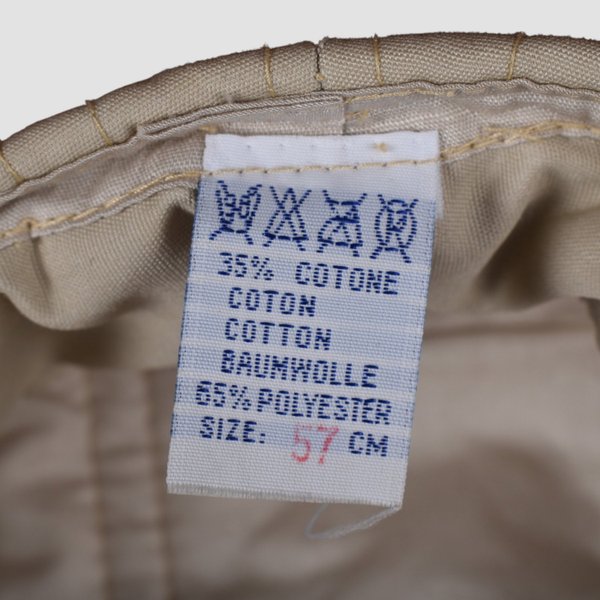 35% COTONE
COTON
COTTON
BAUMWOLLE
65% POLYESTER
SIZE: 57 CM